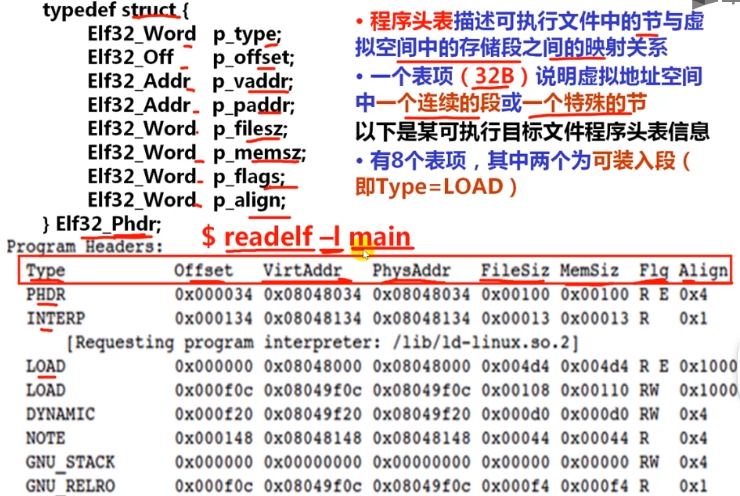 typedef struct {
Elf32_Word p_type;
Elf32_Off p_offset;
Elf32_Addr p_vaddr;
Elf32_Addr p_paddr;
Elf32_Word p_filesz;
Elf32_Word p_memsz;
Elf32_Word p_flags;
Elf32_Word p_align;
} Elf32_Phdr;
• 程序头表描述可执行文件中的节与虚
拟空间中的存储段之间的映射关系
• 一个表项（32B）说明虚拟地址空间
中一个连续的段或一个特殊的节
以下是某可执行目标文件程序头表信息
• 有8个表项，其中两个为可装入段（
即Type=LOAD）
$ readelf –l main
Program Headers:
Type Offset VirtAddr PhysAddr FileSiz MemSiz Flg Align
PHDR 0x000034 0x08048034 0x08048034 0x00100 0x00100 R E 0x4
INTERP 0x000134 0x08048134 0x08048134 0x00013 0x00013 R 0x1
[Requesting program interpreter: /lib/ld-linux.so.2]
LOAD 0x000000 0x08048000 0x08048000 0x004d4 0x004d4 R E 0x1000
LOAD 0x000f0c 0x08049f0c 0x08049f0c 0x00108 0x00110 RW 0x1000
DYNAMIC 0x000f20 0x08049f20 0x08049f20 0x000d0 0x000d0 RW 0x4
NOTE 0x000148 0x08048148 0x08048148 0x00044 0x00044 R 0x4
GNU_STACK 0x000000 0x00000000 0x00000000 0x00000 0x00000 RW 0x4
GNU_RELRO 0x000f0c 0x08049f0c 0x08049f0c 0x000f4 0x000f4 R 0x1